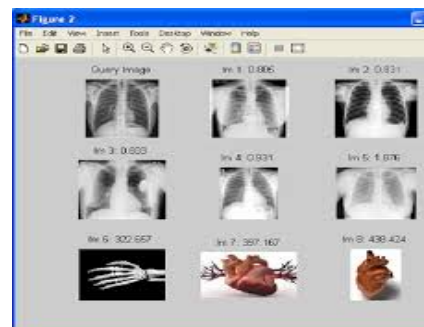 Figure 2
File Edit View Insert Tools Desktop Window Help
Query Image
Im 1: 0.806
Im 2: 0.831
Im 3: 0.833
Im 4: 0.931
Im 5: 1.876
Im 6: 322.657
Im 7: 397.167
Im 8: 438.424